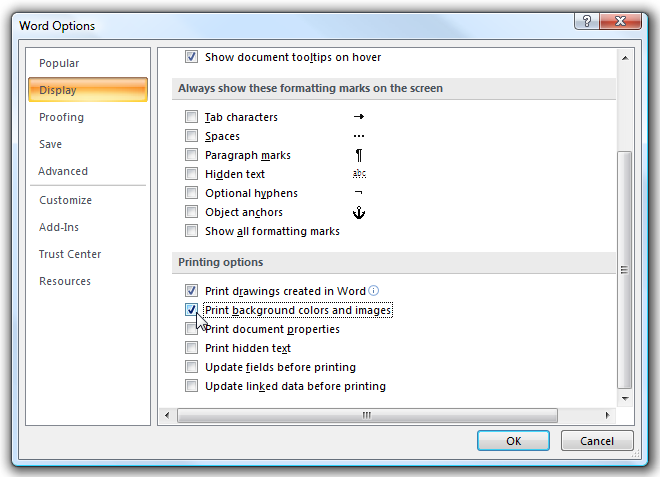 Word Options
Popular
Display
Proofing
Save
Advanced
Customize
Add-Ins
Trust Center
Resources
Show document tooltips on hover
Always show these formatting marks on the screen
Tab characters →
Spaces ···
Paragraph marks ¶
Hidden text abc
Optional hyphens ¬
Object anchors
Show all formatting marks
Printing options
Print drawings created in Word
Print background colors and images
Print document properties
Print hidden text
Update fields before printing
Update linked data before printing
OK Cancel